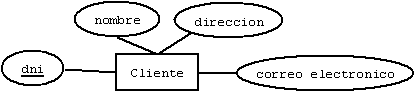 nombre
direccion
dni
Cliente
correo electronico